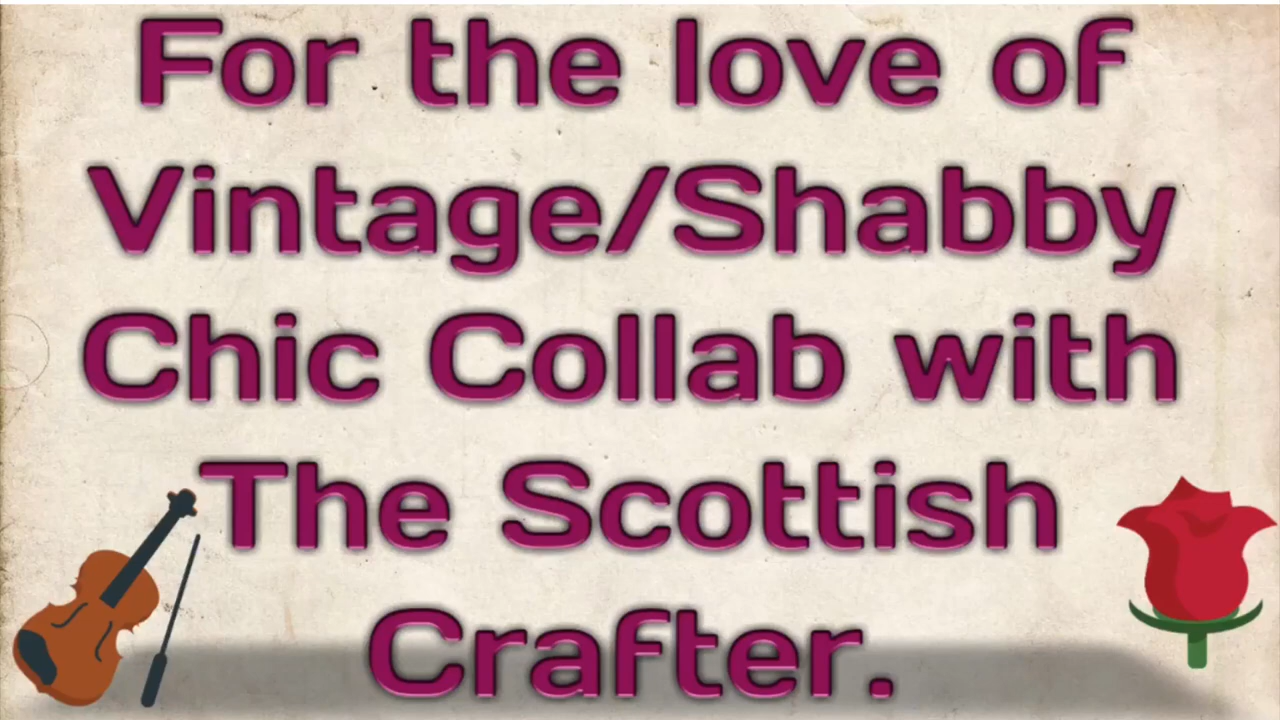 For the love of
Vintage/Shabby
Chic Collab with
The Scottish
Crafter.